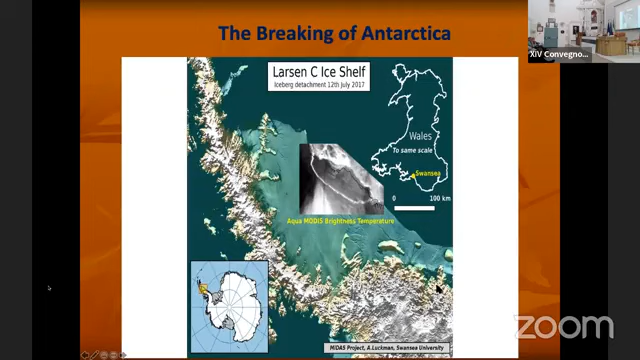 The Breaking of Antarctica
Larsen C Ice Shelf
Iceberg detachment 12th July 2017
XIV Convegno...
Wales
To same scale
Swansea
0 100 km
Aqua MODIS Brightness Temperature
MIDAS Project, A.Luckman, Swansea University
zoom